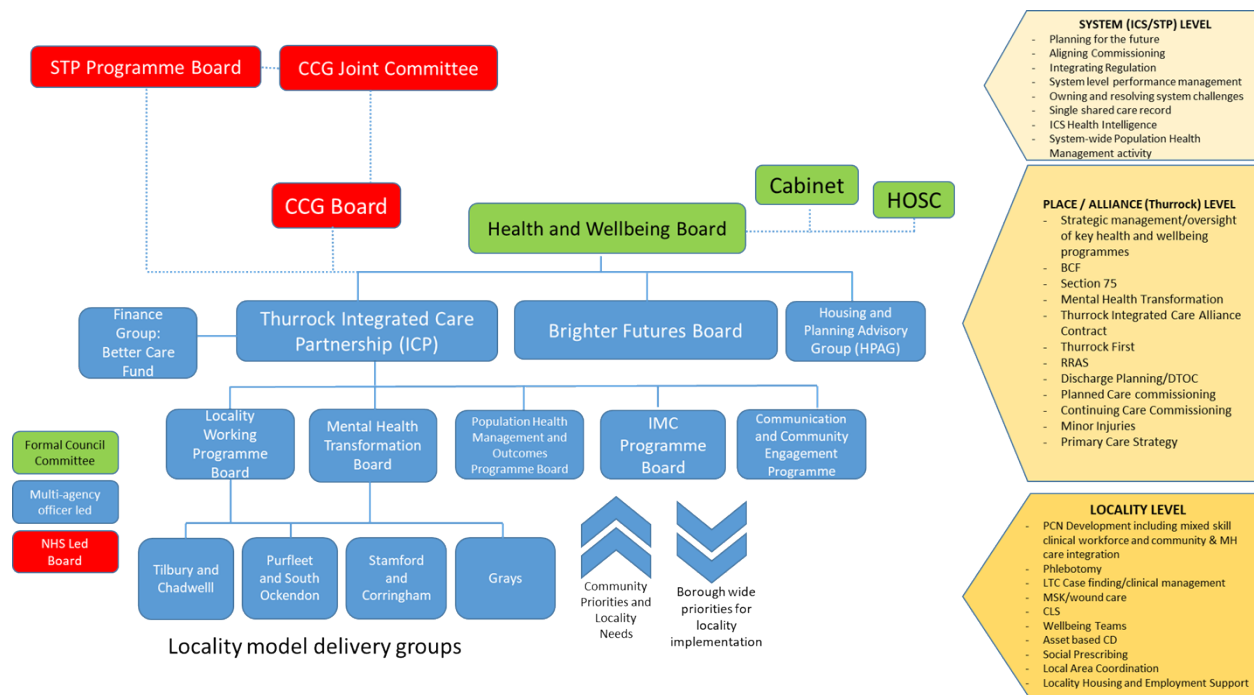 STP Programme Board
CCG Joint Committee
CCG Board
Cabinet
HOSC
Health and Wellbeing Board
Finance
Group:
Better Care
Fund
Thurrock Integrated Care
Partnership (ICP)
Brighter Futures Board
Housing and
Planning Advisory
Group (HPAG)
Locality
Working
Programme
Board
Mental Health
Transformation
Board
Population Health
Management and
Outcomes
Programme Board
IMC
Programme
Board
Communication
and Community
Engagement
Programme
Formal Council
Committee
Multi-agency
officer led
NHS Led
Board
Tilbury and
Chadwelll
Purfleet
and South
Ockendon
Stamford
and
Corringham
Grays
Community
Priorities and
Locality
Needs
Borough wide
priorities for
locality
implementation
Locality model delivery groups
SYSTEM (ICS/STP) LEVEL
- Planning for the future
- Aligning Commissioning
- Integrating Regulation
- System level performance management
- Owning and resolving system challenges
- Single shared care record
- ICS Health Intelligence
- System-wide Population Health
Management activity
PLACE / ALLIANCE (Thurrock) LEVEL
- Strategic management/oversight
of key health and wellbeing
programmes
- BCF
- Section 75
- Mental Health Transformation
- Thurrock Integrated Care Alliance
Contract
- Thurrock First
- RRAS
- Discharge Planning/DTOC
- Planned Care commissioning
- Continuing Care Commissioning
- Minor Injuries
- Primary Care Strategy
LOCALITY LEVEL
- PCN Development including mixed skill
clinical workforce and community & MH
care integration
- Phlebotomy
- LTC Case finding/clinical management
- MSK/wound care
- CLS
- Wellbeing Teams
- Asset based CD
- Social Prescribing
- Local Area Coordination
- Locality Housing and Employment Support